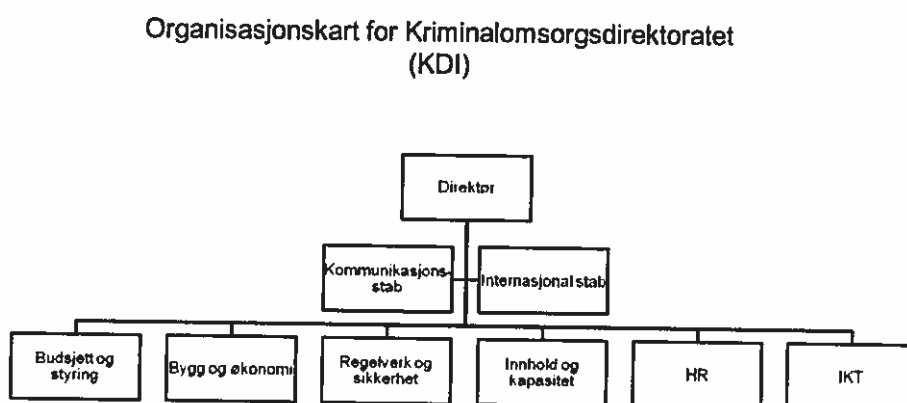 Organisasjonskart for Kriminalomsorgsdirektoratet
(KDI)
Direktør
Kommunikasjons-
stab
Internasjonal stab
Budsjett og
styring
Bygg og økonomi
Regelverk og
sikkerhet
Innhold og
kapasitet
HR
IKT